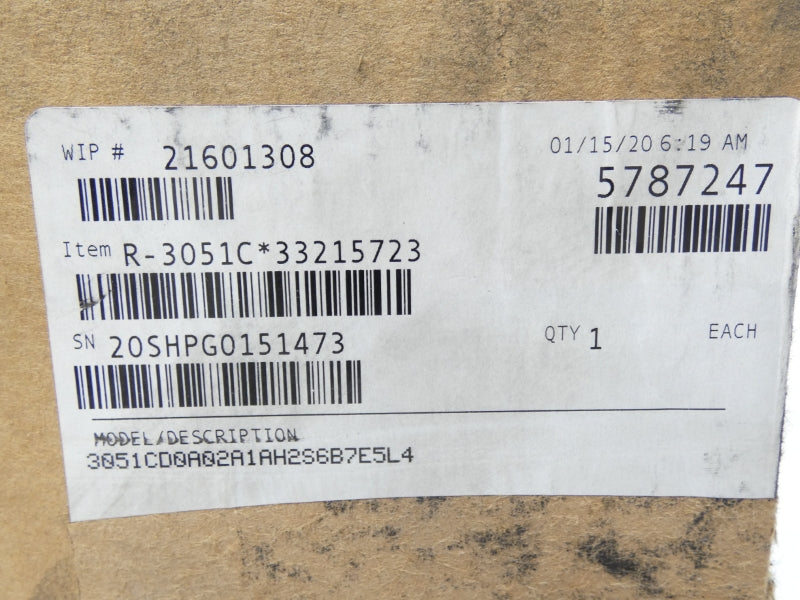 WIP # 21601308
01/15/20 6:19 AM
5787247
Item R-3051C*33215723
SN 20SHPG0151473
QTY 1 EACH
MODEL/DESCRIPTION
3051CD0A02A1AH2S6B7E5L4